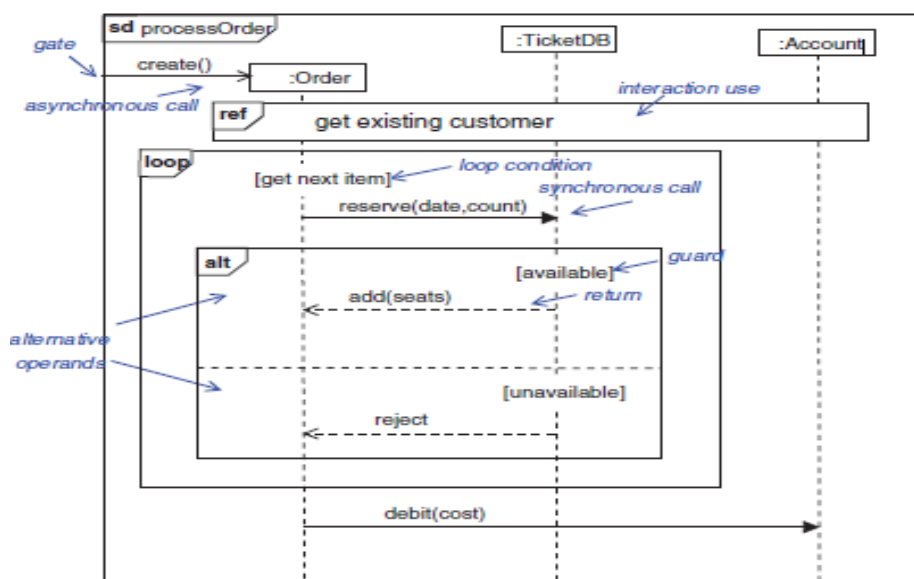 sd processOrder
:TicketDB
:Account
gate
create()
:Order
asynchronous call
interaction use
ref get existing customer
loop
[get next item]
loop condition
synchronous call
reserve(date,count)
alt
[available]
guard
add(seats)
return
alternative
operands
[unavailable]
reject
debit(cost)